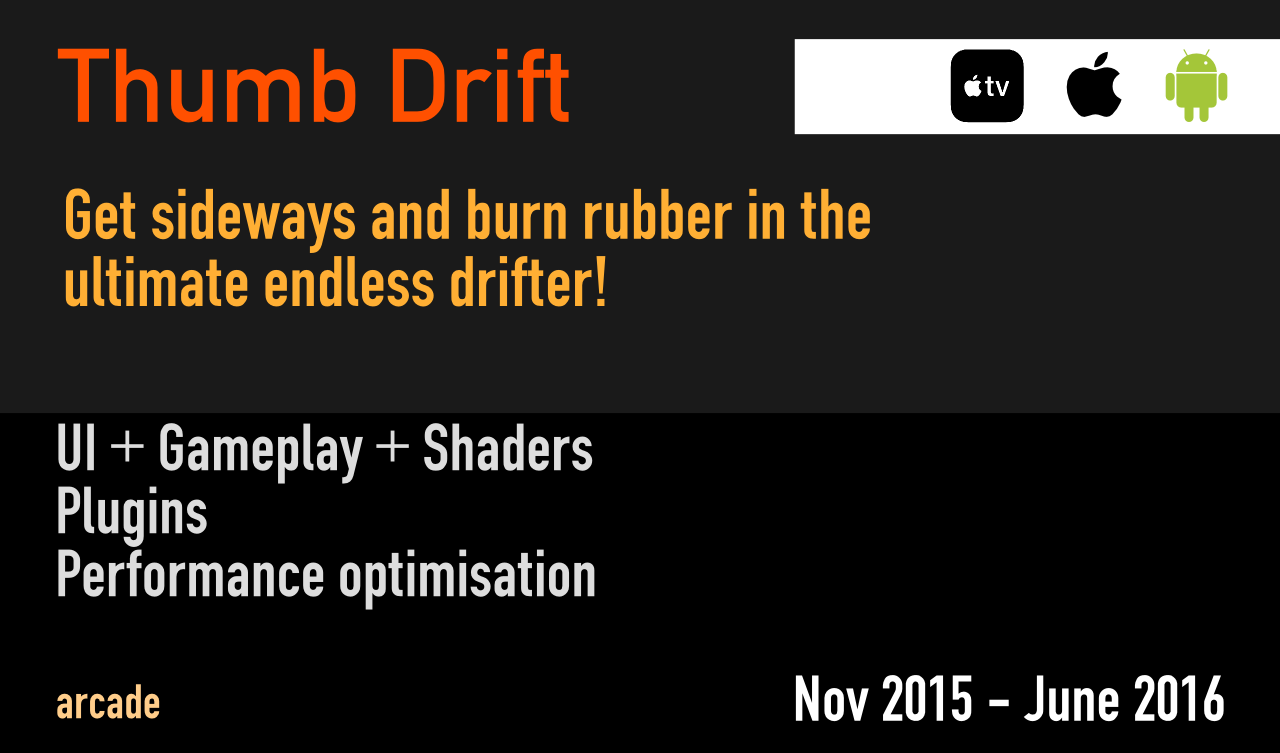 Thumb Drift
tv
Get sideways and burn rubber in the
ultimate endless drifter!
UI + Gameplay + Shaders
Plugins
Performance optimisation
arcade
Nov 2015 - June 2016